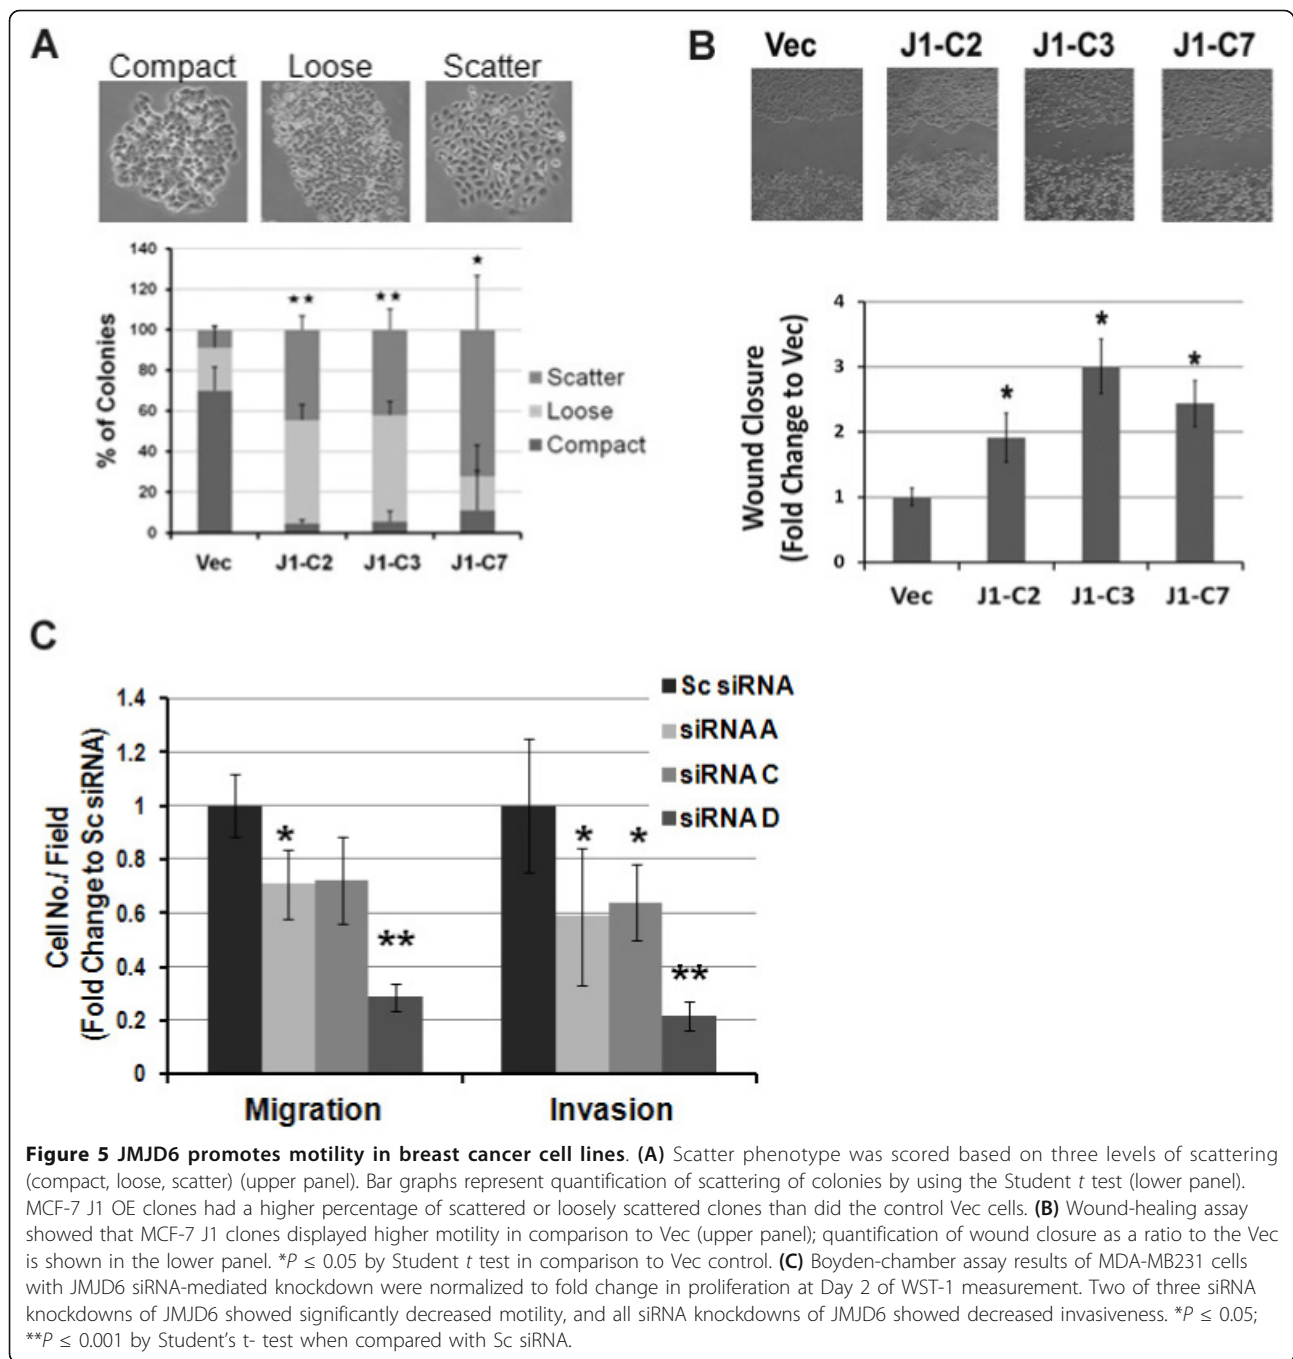 A
Compact Loose Scatter
140
120
100
80
60
40
20
0
% of Colonies
★★ ★★ ★
Scatter
Loose
Compact
Vec J1-C2 J1-C3 J1-C7
B
Vec J1-C2 J1-C3 J1-C7
4
3
2
1
0
Wound Closure
(Fold Change to Vec)
* * *
Vec J1-C2 J1-C3 J1-C7
C
Sc siRNA
siRNA A
siRNA C
siRNA D
1.4
1.2
1
0.8
0.6
0.4
0.2
0
Cell No./ Field
(Fold Change to Sc siRNA)
* ** * * **
Migration Invasion
Figure 5 JMJD6 promotes motility in breast cancer cell lines. (A) Scatter phenotype was scored based on three levels of scattering
(compact, loose, scatter) (upper panel). Bar graphs represent quantification of scattering of colonies by using the Student t test (lower panel).
MCF-7 J1 OE clones had a higher percentage of scattered or loosely scattered clones than did the control Vec cells. (B) Wound-healing assay
showed that MCF-7 J1 clones displayed higher motility in comparison to Vec (upper panel); quantification of wound closure as a ratio to the Vec
is shown in the lower panel. *P ≤ 0.05 by Student t test in comparison to Vec control. (C) Boyden-chamber assay results of MDA-MB231 cells
with JMJD6 siRNA-mediated knockdown were normalized to fold change in proliferation at Day 2 of WST-1 measurement. Two of three siRNA
knockdowns of JMJD6 showed significantly decreased motility, and all siRNA knockdowns of JMJD6 showed decreased invasiveness. *P ≤ 0.05;
**P ≤ 0.001 by Student's t- test when compared with Sc siRNA.